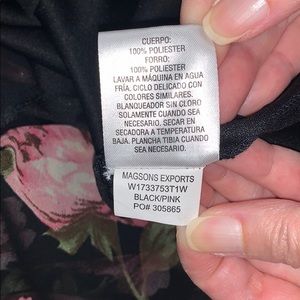 CUERPO:
100% POLIESTER
FORRO:
100% POLIESTER
LAVAR A MÁQUINA EN AGUA
FRÍA, CICLO DELICADO CON
COLORES SIMILARES.
BLANQUEADOR SIN CLORO
SOLAMENTE CUANDO SEA
NECESARIO. SECAR EN
SECADORA A TEMPERATURA
BAJA. PLANCHA TIBIA CUANDO
SEA NECESARIO.
MAGSONS EXPORTS
W1733753T1W
BLACK/PINK
PO# 305865